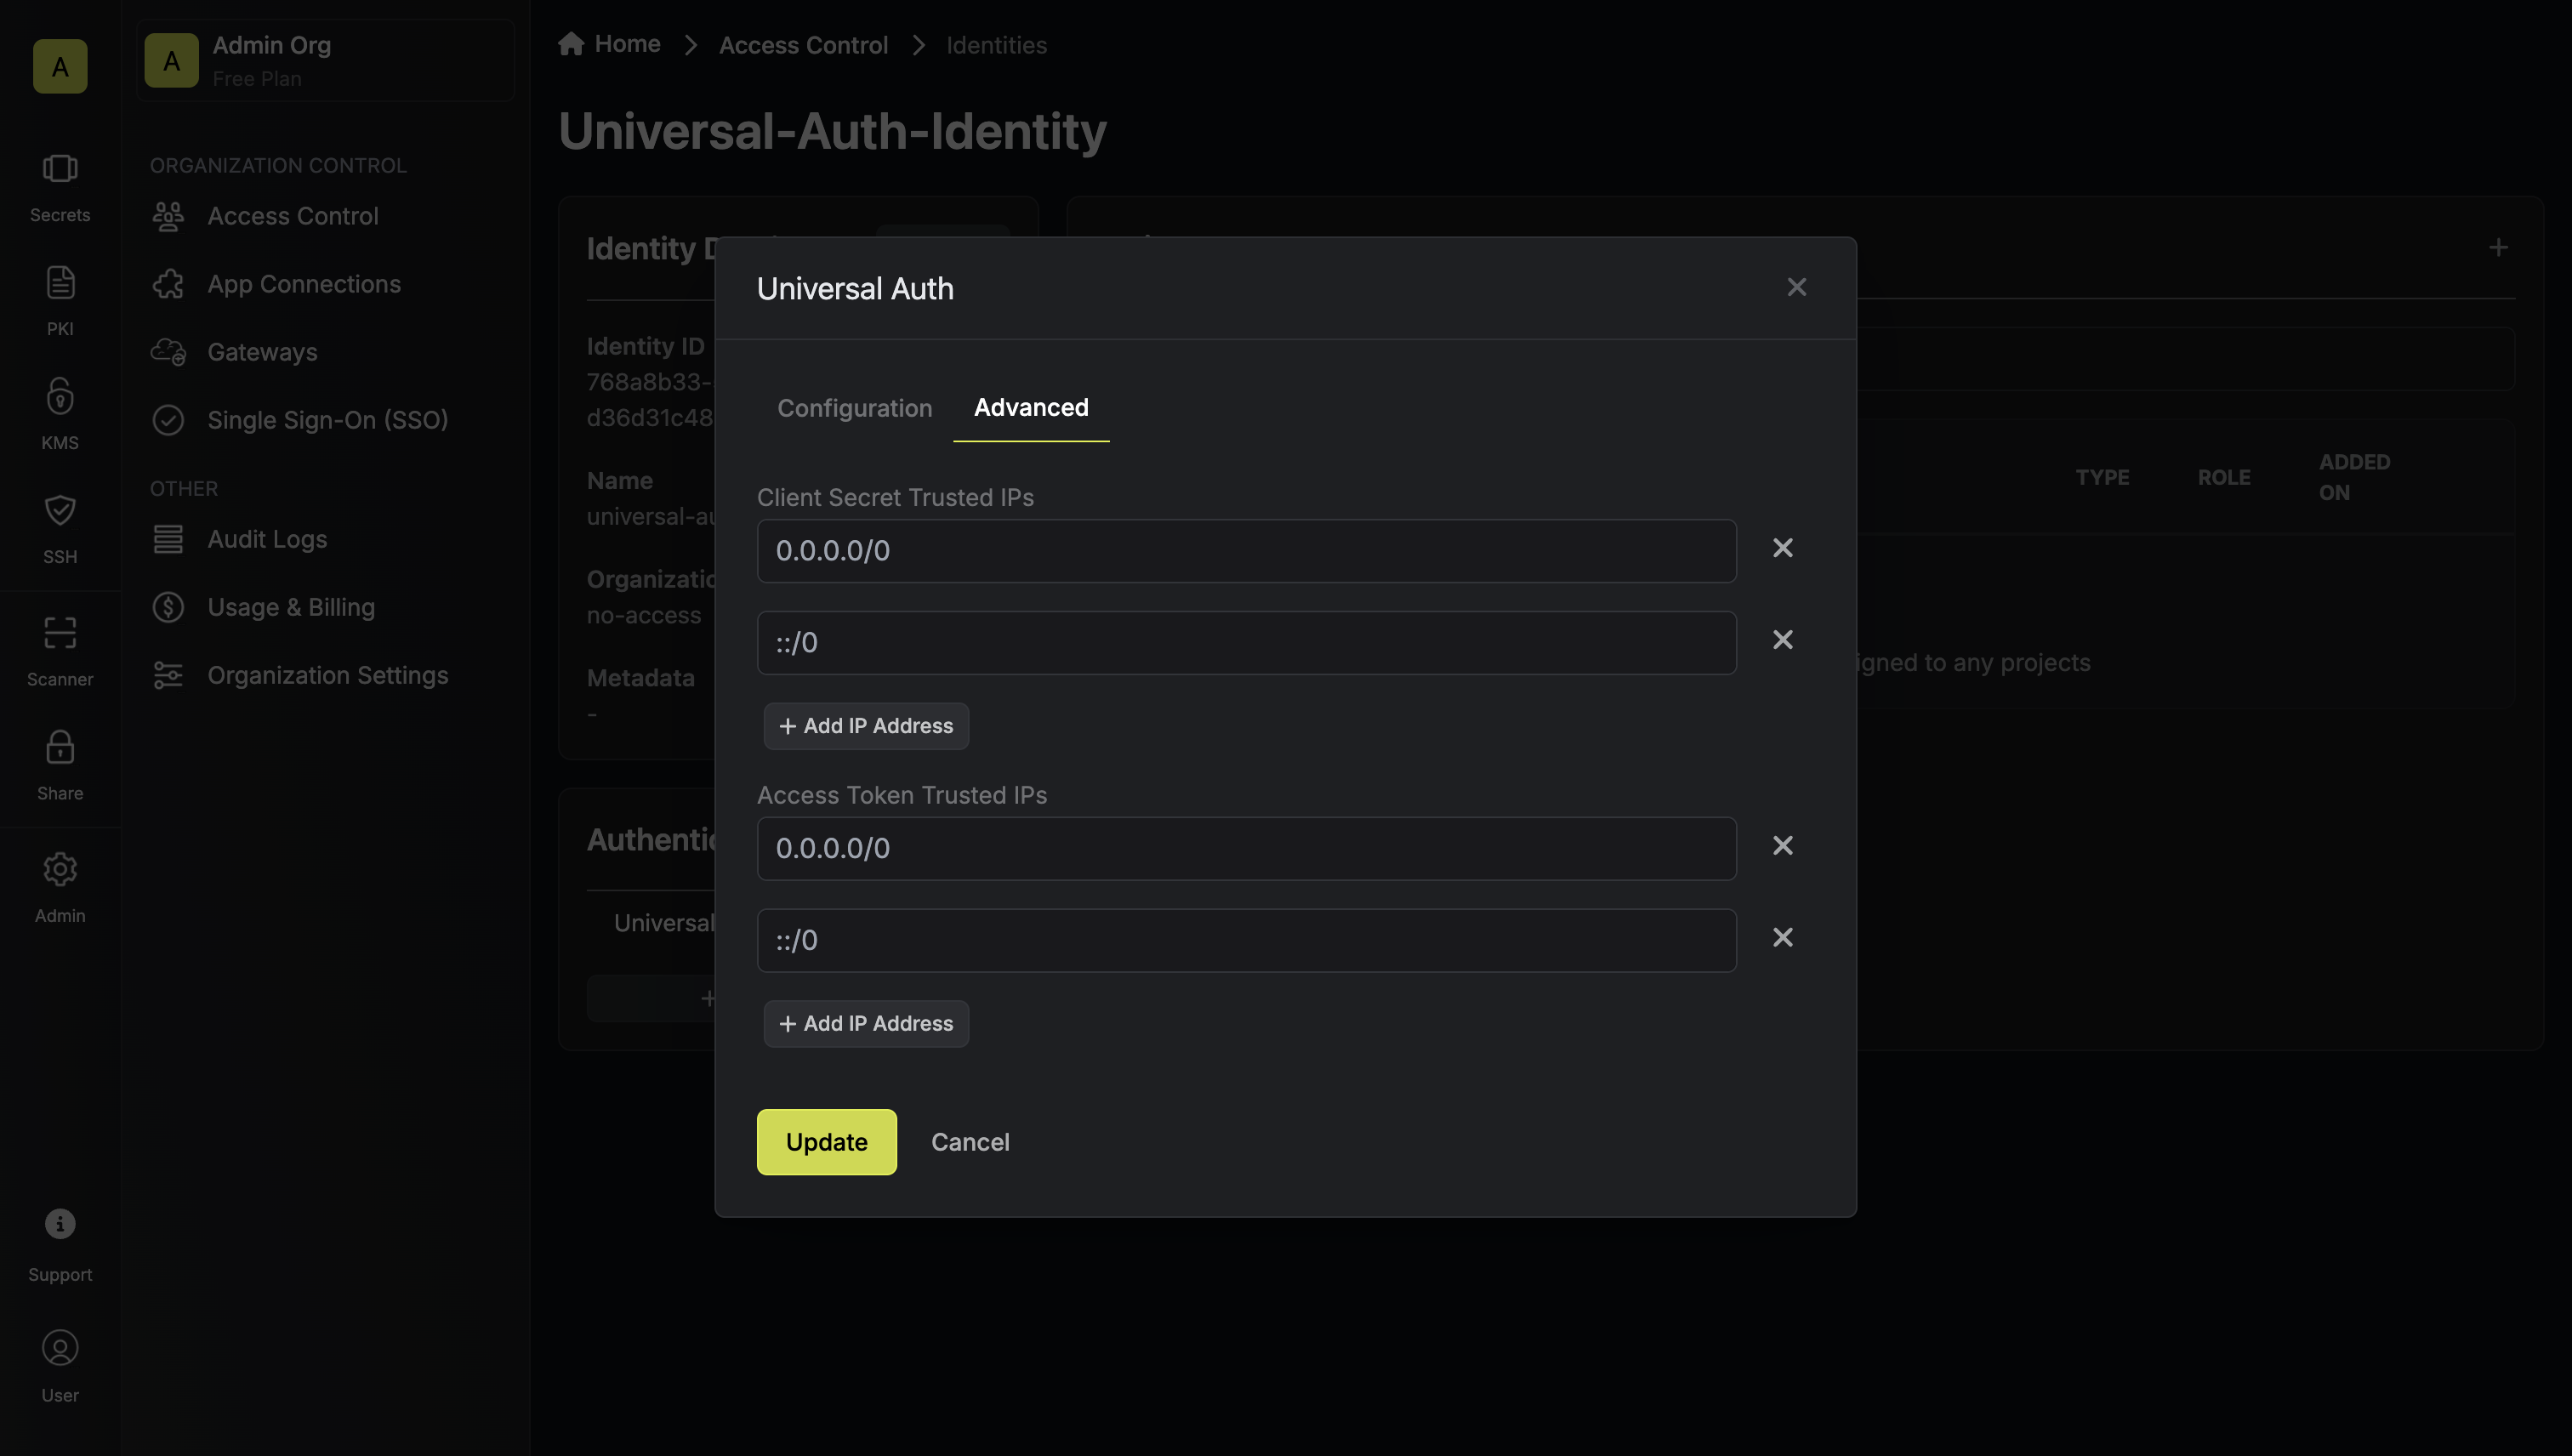 A
Secrets
PKI
KMS
SSH
Scanner
Share
Admin
Support
User
A
Admin Org
Free Plan
ORGANIZATION CONTROL
Access Control
App Connections
Gateways
Single Sign-On (SSO)
OTHER
Audit Logs
Usage & Billing
Organization Settings
Home
Access Control
Identities
Universal-Auth-Identity
Identity
Identity ID
768a8b33-
d36d31c48
Name
universal-au
Organizatio
no-access
Metadata
-
Authentic
Universal
TYPE
ROLE
ADDED
ON
igned to any projects
Universal Auth
Configuration
Advanced
Client Secret Trusted IPs
0.0.0.0/0
::/0
Add IP Address
Access Token Trusted IPs
0.0.0.0/0
::/0
Add IP Address
Update
Cancel